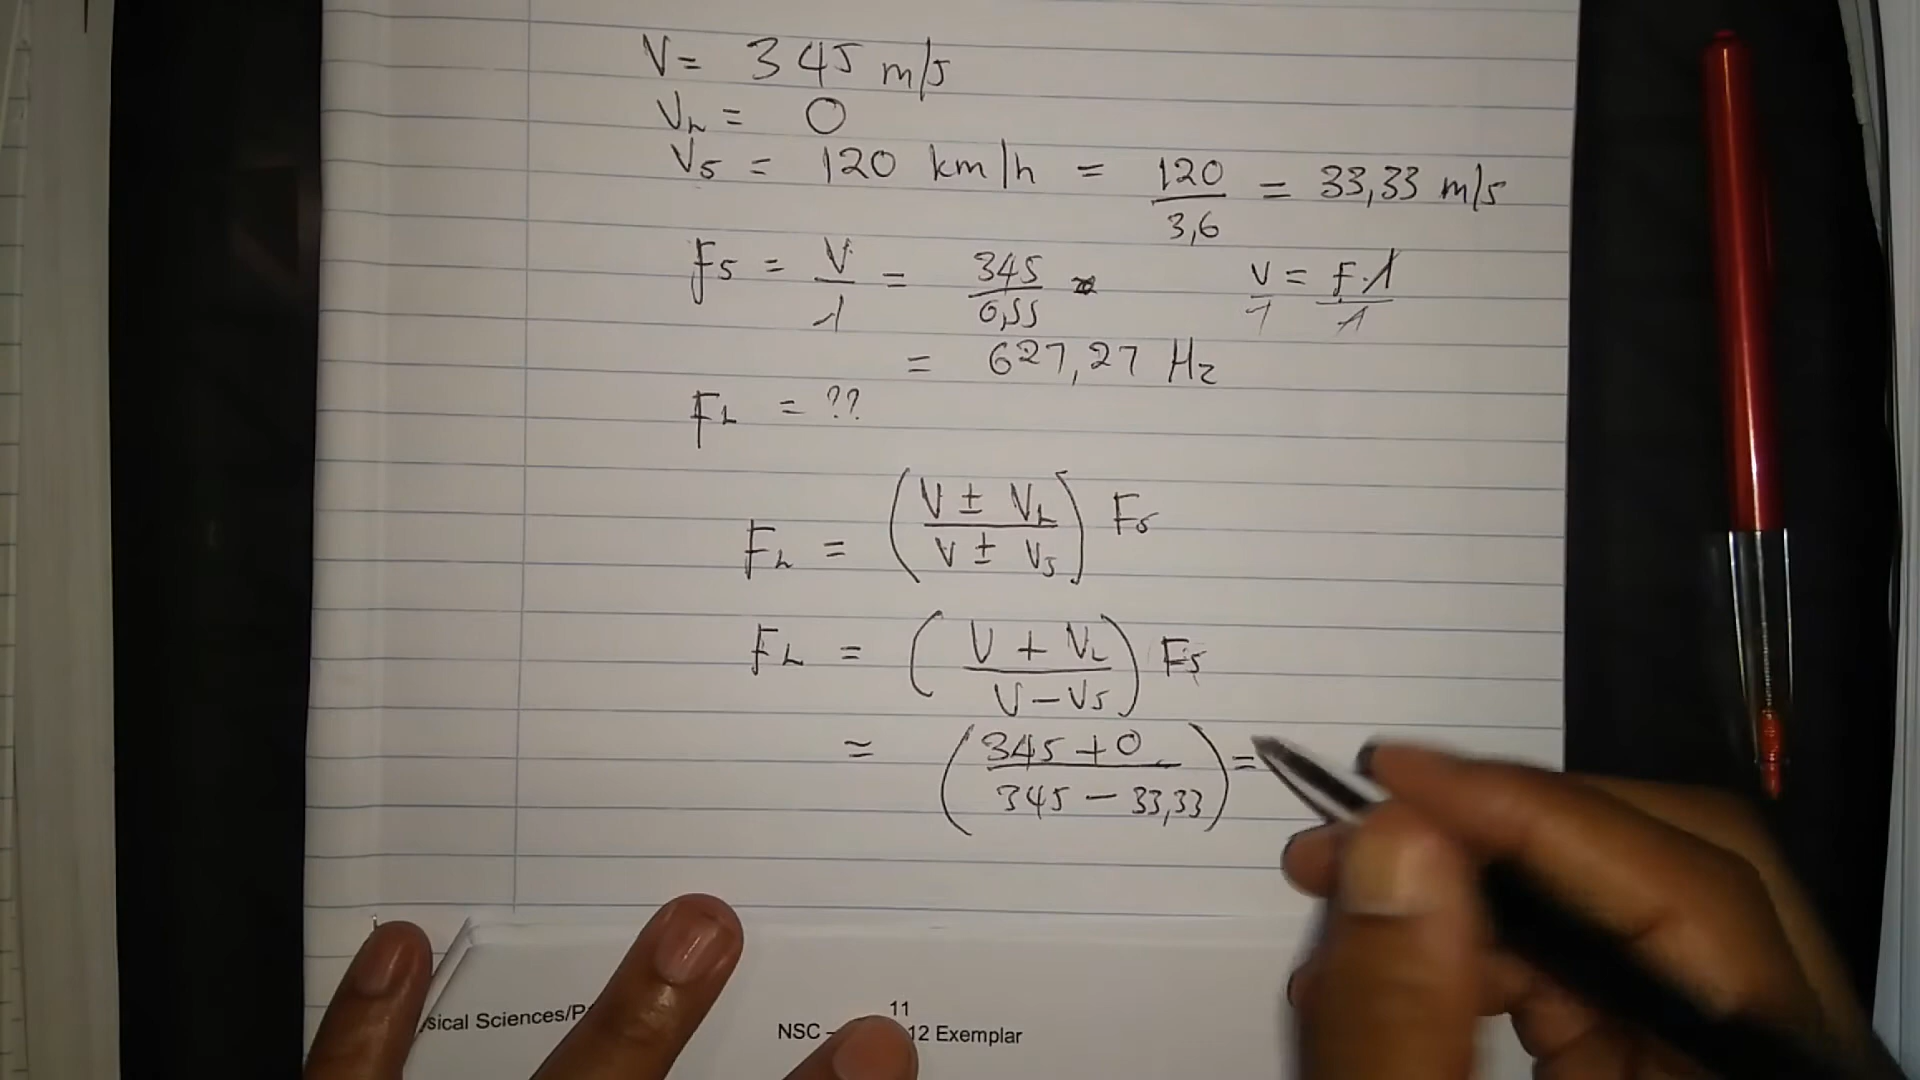 V = 345 m/s
VL = 0
Vs = 120 km/h = 120/3,6 = 33,33 m/s
Fs = V/λ = 345/0,55 V/λ = F.λ/λ
= 627,27 Hz
FL = ??
FL = (V ± VL / V ± Vs) Fs
FL = (V + VL / V - Vs) Fs
= (345 + 0 / 345 - 33,33) =
sical Sciences/P
11
NSC –
12 Exemplar